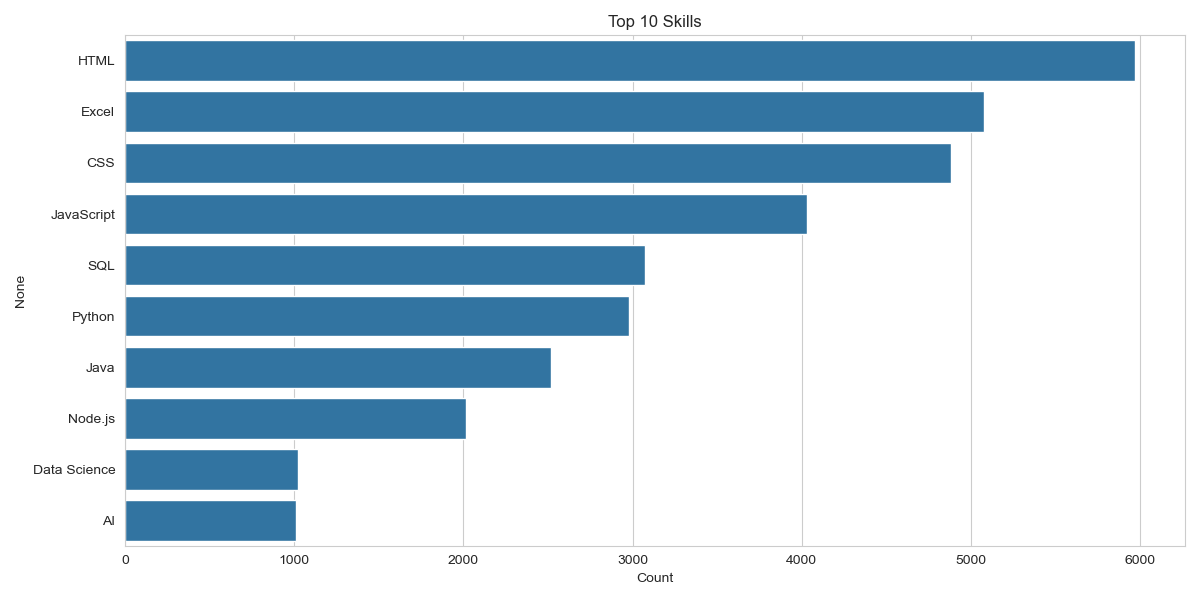 Top 10 Skills
HTML
Excel
CSS
JavaScript
SQL
Python
Java
Node.js
Data Science
AI
None
0 1000 2000 3000 4000 5000 6000
Count